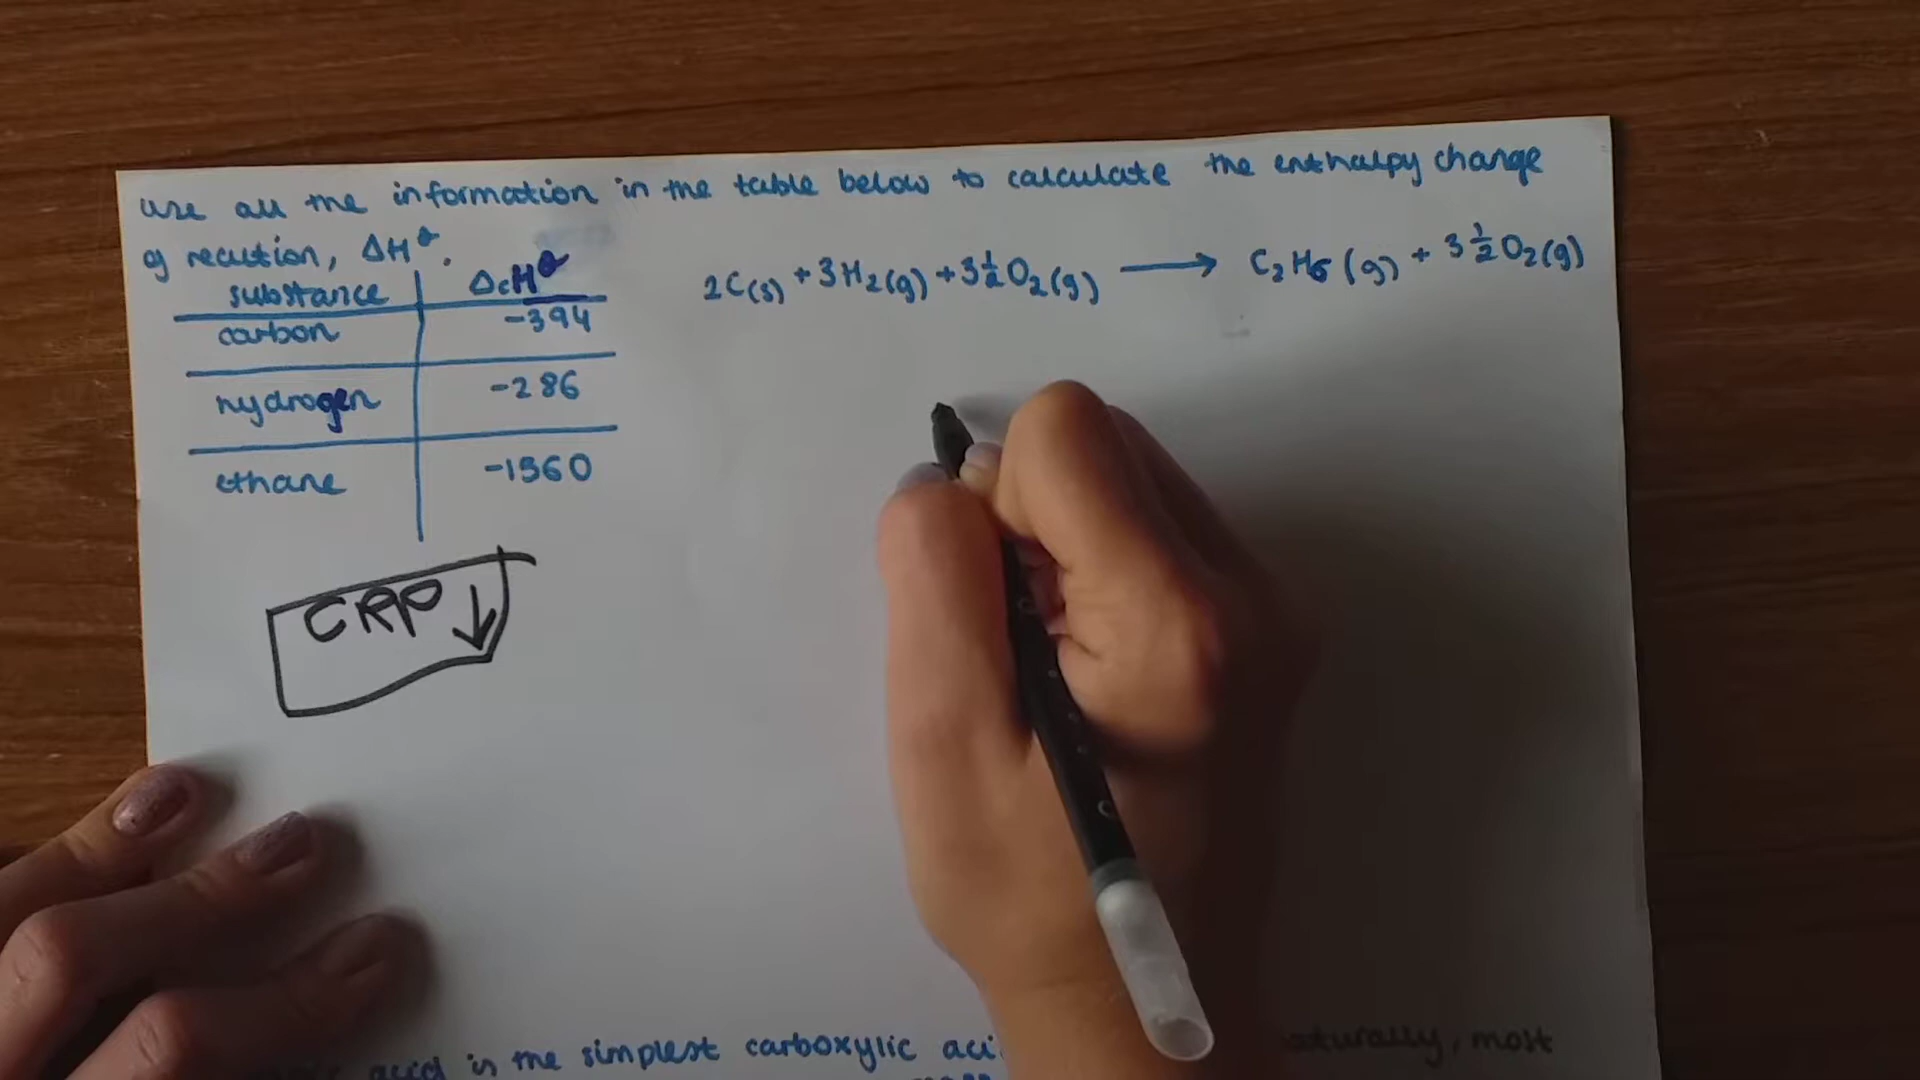 use all the information in the table below to calculate the enthalpy change
of reaction, ΔH⦵.
substance ΔcH⦵
carbon -394
hydrogen -286
ethane -1560
2C(s) + 3H₂(g) + 3½O₂(g) → C₂H₆(g) + 3½O₂(g)
CRP↓
acid is the simplest carboxylic aci
naturally, most